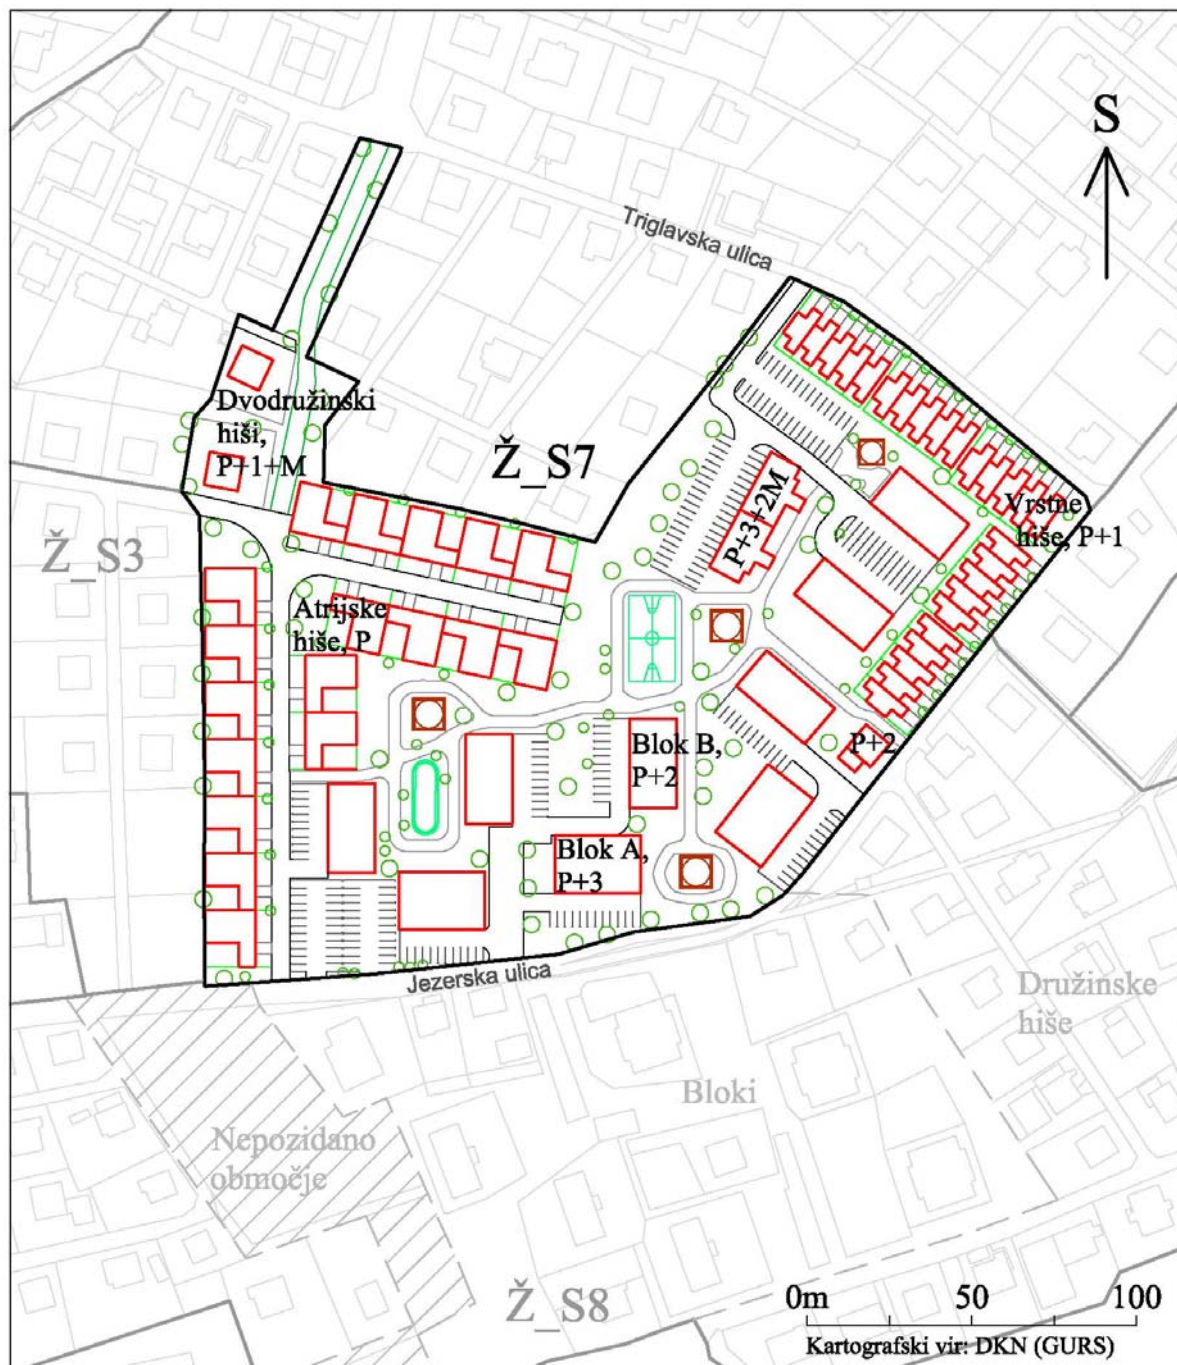 S
Triglavska ulica
Dvodružinski
hiši,
P+1+M
Ž_S7
P+3+2M
Vrstne
hiše, P+1
Ž_S3
Atrijske
hiše, P
Blok B,
P+2
P+2
Blok A,
P+3
Jezerska ulica
Družinske
hiše
Bloki
Nepozidano
območje
Ž_S8
0m 50 100
Kartografski vir: DKN (GURS)